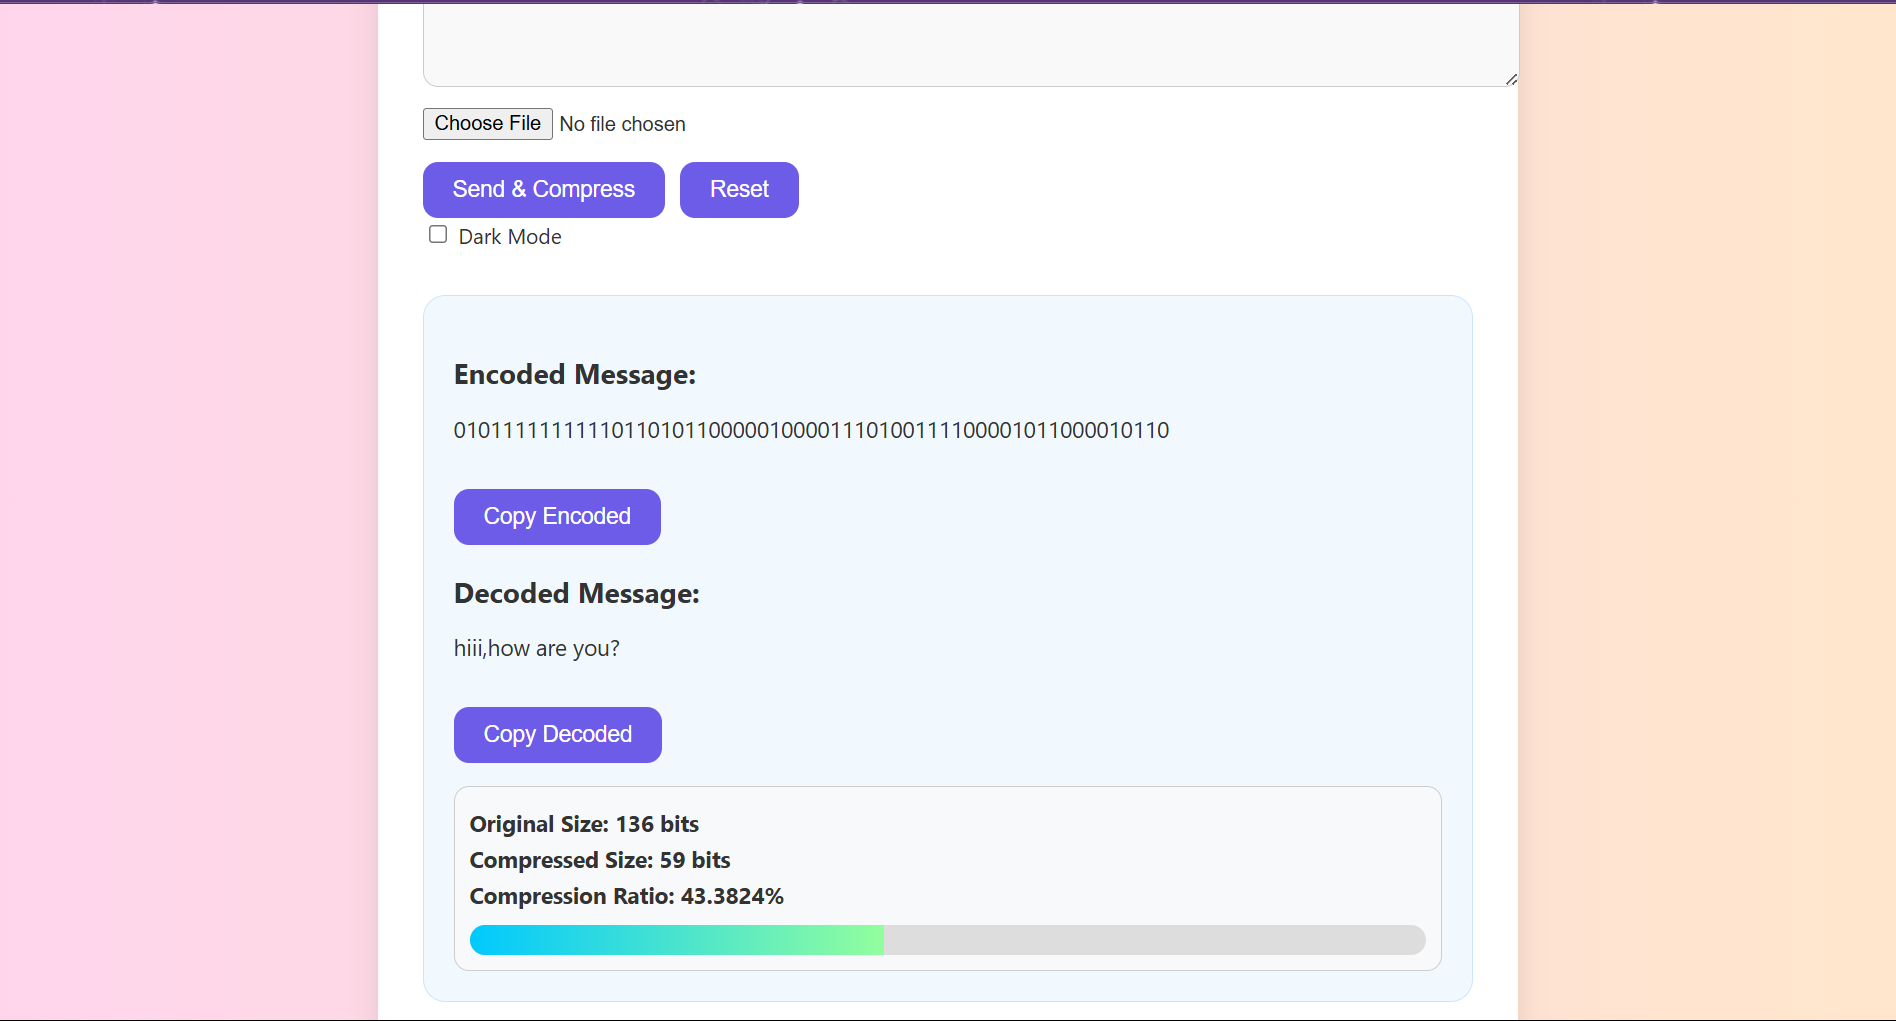 Choose File No file chosen
Send & Compress Reset
Dark Mode
Encoded Message:
01011111111110110101100000100001110100111100001011000010110
Copy Encoded
Decoded Message:
hiii,how are you?
Copy Decoded
Original Size: 136 bits
Compressed Size: 59 bits
Compression Ratio: 43.3824%